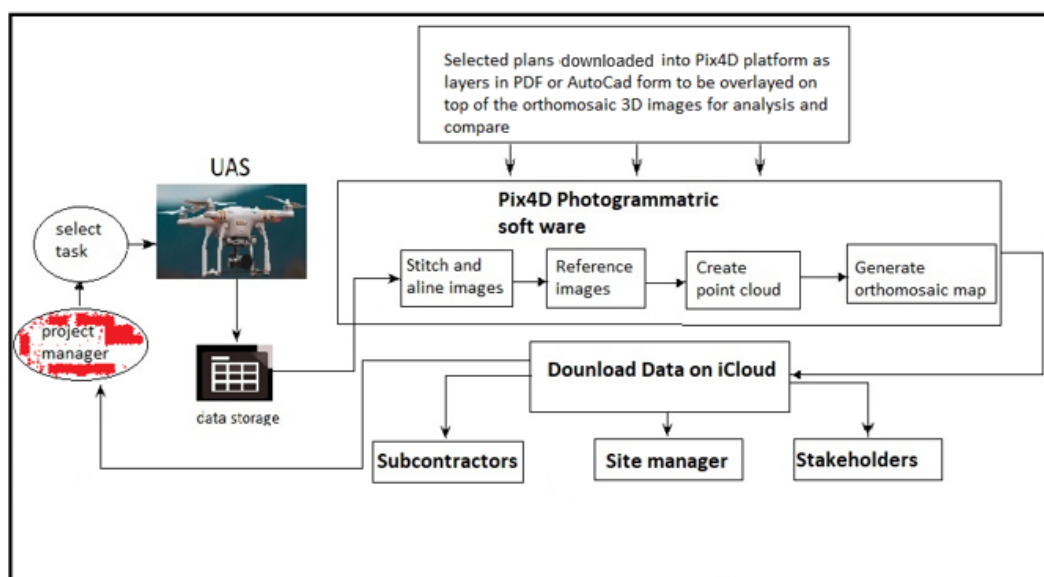 Selected plans downloaded into Pix4D platform as
layers in PDF or AutoCad form to be overlayed on
top of the orthomosaic 3D images for analysis and
compare
UAS
select
task
project
manager
data storage
Pix4D Photogrammatric
soft ware
Stitch and
aline images
Reference
images
Create
point cloud
Generate
orthomosaic map
Dounload Data on iCloud
Subcontractors
Site manager
Stakeholders